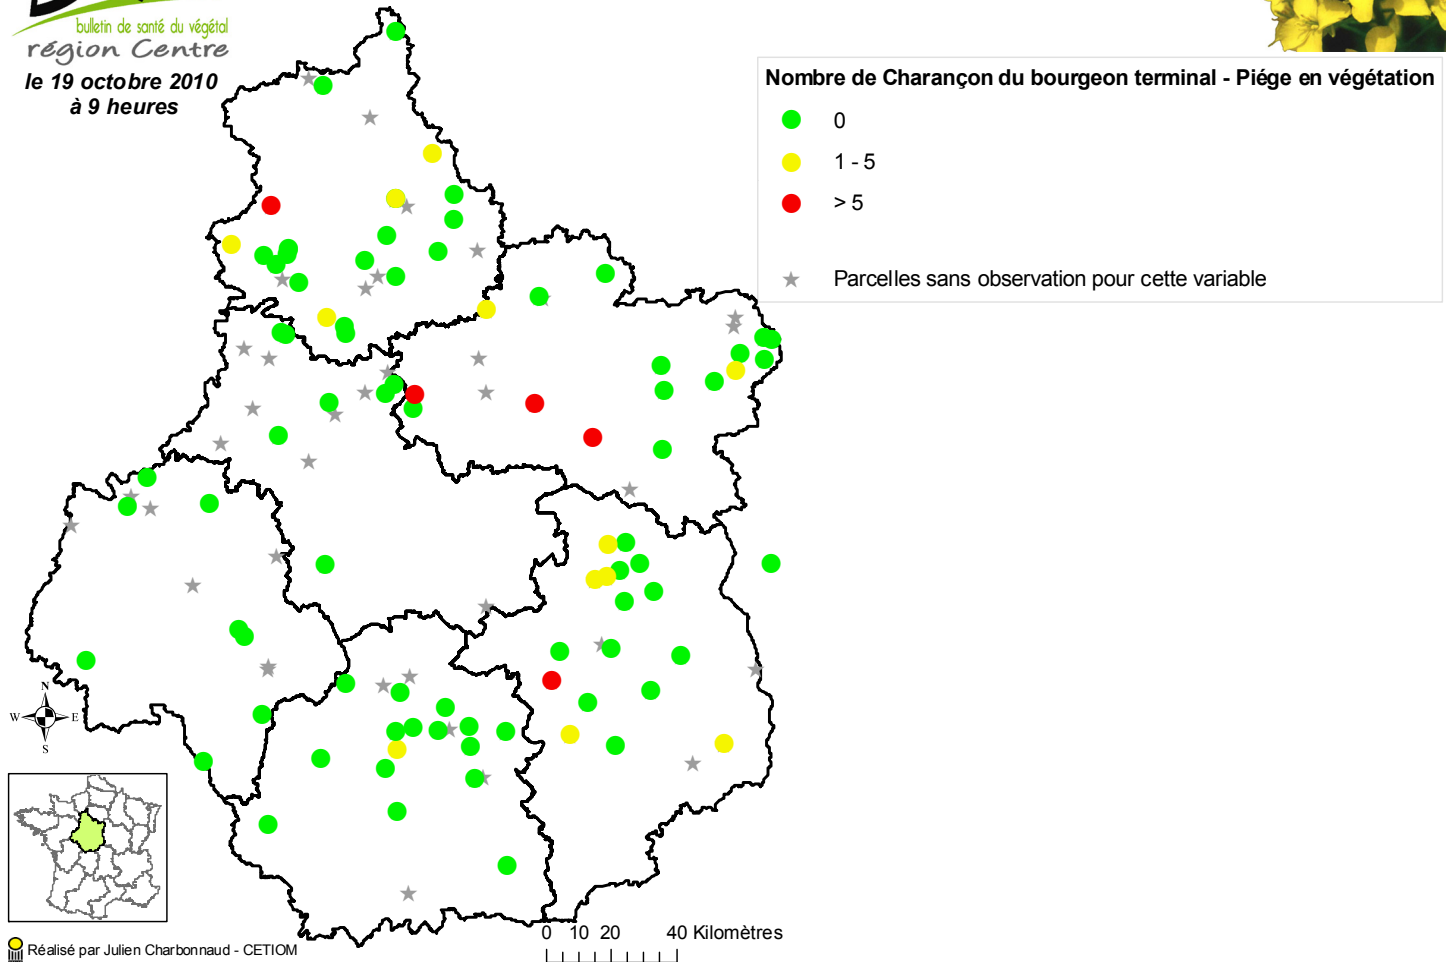 bulletin de santé du végétal
région Centre
le 19 octobre 2010
à 9 heures
Nombre de Charançon du bourgeon terminal - Piége en végétation
0
1 - 5
> 5
Parcelles sans observation pour cette variable
N
W E
S
0 10 20 40 Kilomètres
Réalisé par Julien Charbonnaud - CETIOM